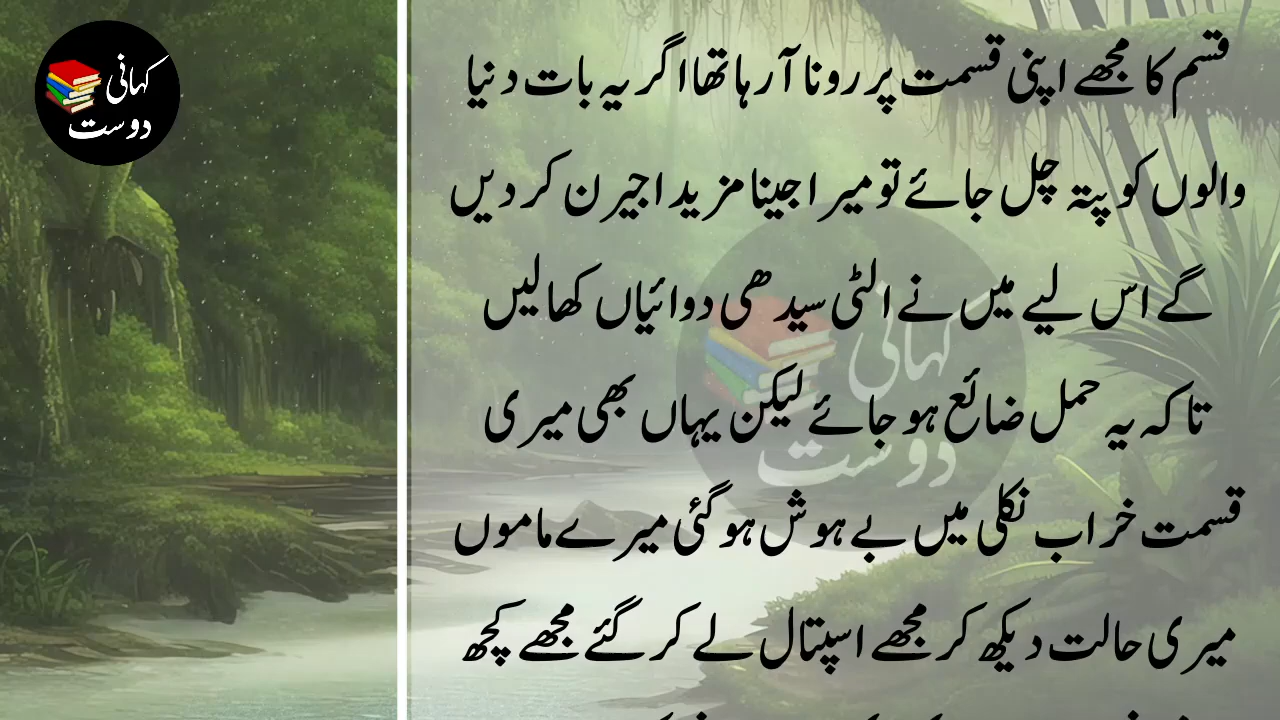 کہانی
دوست
قسم کا مجھے اپنی قسمت پر رونا آرہا تھا اگر یہ بات دنیا
والوں کو پتہ چل جائے تو میرا جینا مزید اجیرن کر دیں
گے اس لیے میں نے الٹی سیدھی دوائیاں کھالیں
تاکہ یہ حمل ضائع ہو جائے لیکن یہاں بھی میری
قسمت خراب نکلی میں بے ہوش ہو گئی میرے ماموں
میری حالت دیکھ کر مجھے اسپتال لے کر گئے مجھے کچھ
کہانی
دوست